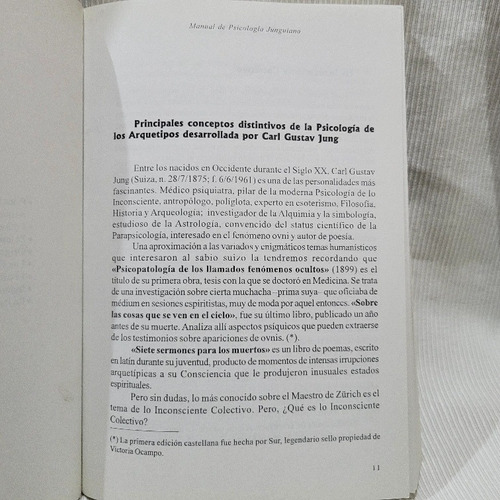 Manual de Psicología Junguiana
Principales conceptos distintivos de la Psicología de
los Arquetipos desarrollada por Carl Gustav Jung
Entre los nacidos en Occidente durante el Siglo XX, Carl Gustav
Jung (Suiza, n. 28/7/1875; f. 6/6/1961) es una de las personalidades más
fascinantes. Médico psiquiatra, pilar de la moderna Psicología de lo
Inconsciente, antropólogo, políglota, experto en esoterismo, Filosofía,
Historia y Arqueología; investigador de la Alquimia y la simbología,
estudioso de la Astrología, convencido del status científico de la
Parapsicología, interesado en el fenómeno ovni y autor de poesía.
Una aproximación a las variados y enigmáticos temas humanísticos
que interesaron al sabio suizo la tendremos recordando que
«Psicopatología de los llamados fenómenos ocultos» (1899) es el
título de su primera obra, tesis con la que se doctoró en Medicina. Se trata
de una investigación sobre cierta muchacha –prima suya– que oficiaba de
médium en sesiones espiritistas, muy de moda por aquel entonces. «Sobre
las cosas que se ven en el cielo», fue su último libro, publicado un año
antes de su muerte. Analiza allí aspectos psíquicos que pueden extraerse
de los testimonios sobre apariciones de ovnis. (*).
«Siete sermones para los muertos» es un libro de poemas, escrito
en latín durante su juventud, producto de momentos de intensas irrupciones
arquetípicas a su Consciencia que le produjeron inusuales estados
espirituales.
Pero sin dudas, lo más conocido sobre el Maestro de Zürich es el
tema de lo Inconsciente Colectivo. Pero, ¿Qué es lo Inconsciente
Colectivo?
(*) La primera edición castellana fue hecha por Sur, legendario sello propiedad de
Victoria Ocampo.
11